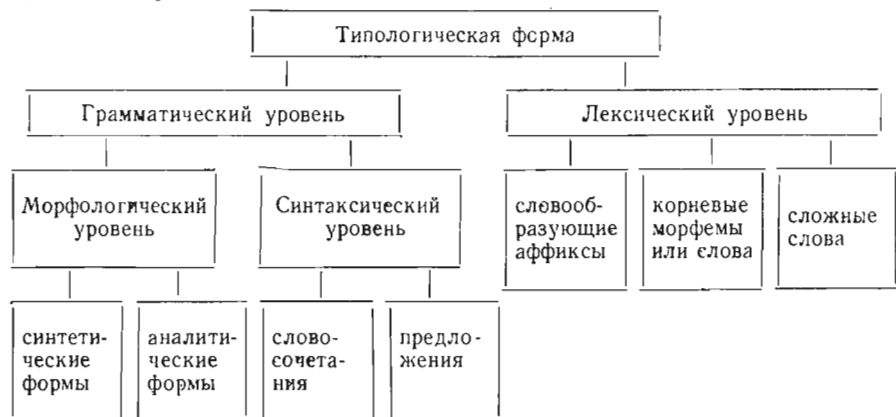 Типологическая форма
Грамматический уровень
Лексический уровень
Морфологический
уровень
Синтаксический
уровень
словооб-
разующие
аффиксы
корневые
морфемы
или слова
сложные
слова
синтети-
ческие
формы
аналити-
ческие
формы
слово-
сочета-
ния
предло-
жения